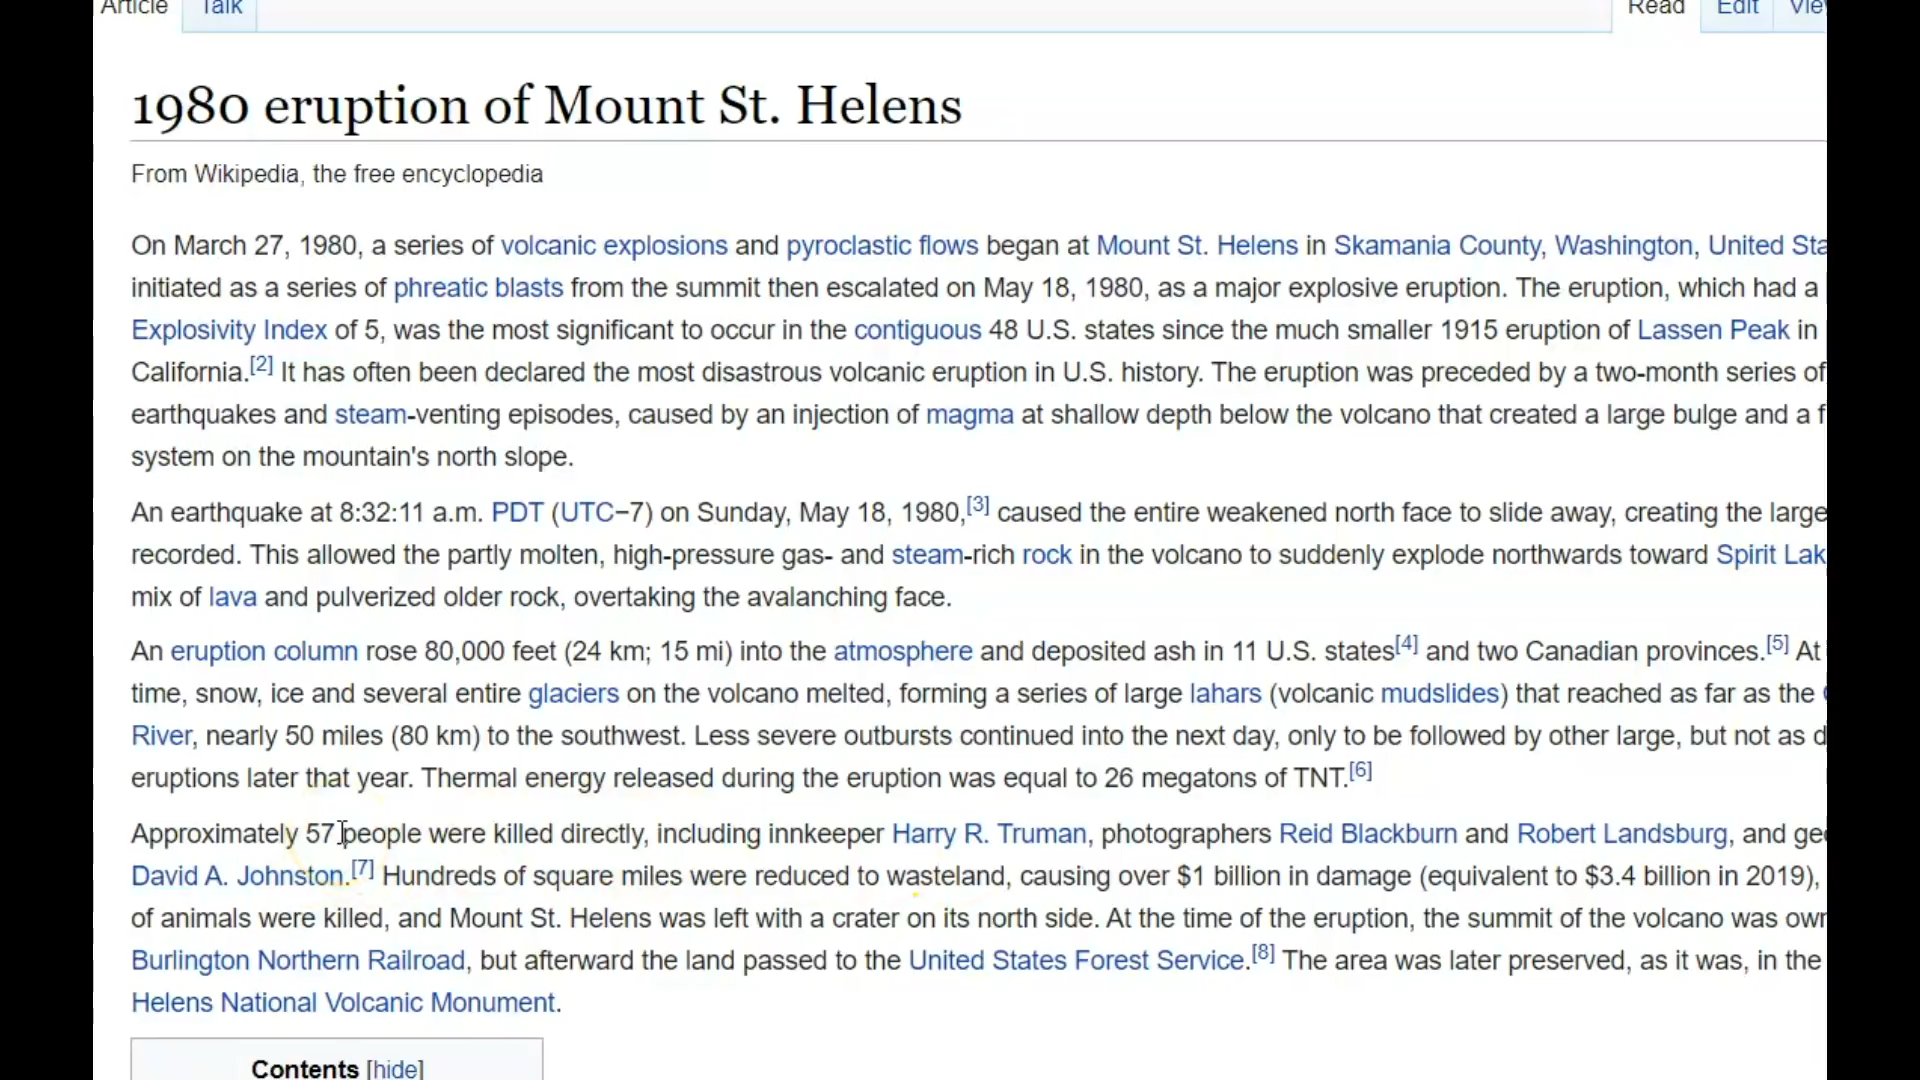 Article Talk Read Edit
1980 eruption of Mount St. Helens
From Wikipedia, the free encyclopedia
On March 27, 1980, a series of volcanic explosions and pyroclastic flows began at Mount St. Helens in Skamania County, Washington, United
initiated as a series of phreatic blasts from the summit then escalated on May 18, 1980, as a major explosive eruption. The eruption, which had a
Explosivity Index of 5, was the most significant to occur in the contiguous 48 U.S. states since the much smaller 1915 eruption of Lassen Peak in
California.[2] It has often been declared the most disastrous volcanic eruption in U.S. history. The eruption was preceded by a two-month series of
earthquakes and steam-venting episodes, caused by an injection of magma at shallow depth below the volcano that created a large bulge and a
system on the mountain's north slope.
An earthquake at 8:32:11 a.m. PDT (UTC−7) on Sunday, May 18, 1980,[3] caused the entire weakened north face to slide away, creating the large
recorded. This allowed the partly molten, high-pressure gas- and steam-rich rock in the volcano to suddenly explode northwards toward Spirit
mix of lava and pulverized older rock, overtaking the avalanching face.
An eruption column rose 80,000 feet (24 km; 15 mi) into the atmosphere and deposited ash in 11 U.S. states[4] and two Canadian provinces.[5] At
time, snow, ice and several entire glaciers on the volcano melted, forming a series of large lahars (volcanic mudslides) that reached as far as the
River, nearly 50 miles (80 km) to the southwest. Less severe outbursts continued into the next day, only to be followed by other large, but not as
eruptions later that year. Thermal energy released during the eruption was equal to 26 megatons of TNT.[6]
Approximately 57 people were killed directly, including innkeeper Harry R. Truman, photographers Reid Blackburn and Robert Landsburg, and
David A. Johnston.[7] Hundreds of square miles were reduced to wasteland, causing over $1 billion in damage (equivalent to $3.4 billion in 2019),
of animals were killed, and Mount St. Helens was left with a crater on its north side. At the time of the eruption, the summit of the volcano was
Burlington Northern Railroad, but afterward the land passed to the United States Forest Service.[8] The area was later preserved, as it was, in the
Helens National Volcanic Monument.
Contents [hide]